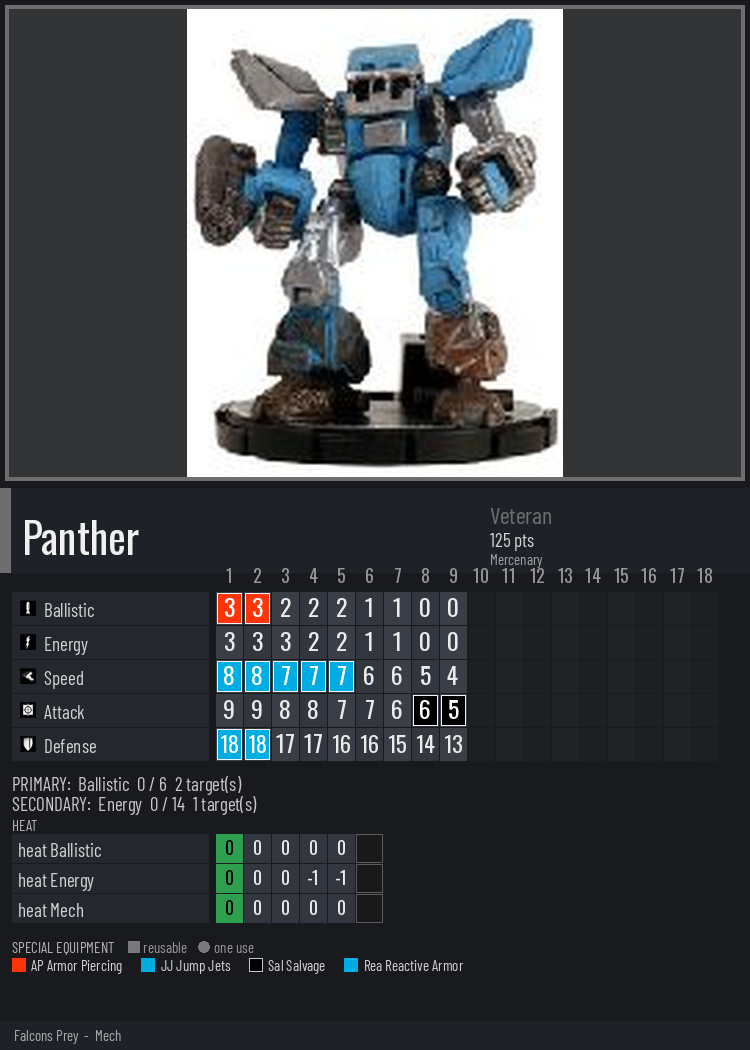 Panther
Veteran
125 pts
Mercenary
1 2 3 4 5 6 7 8 9 10 11 12 13 14 15 16 17 18
Ballistic 3 3 2 2 2 1 1 0 0
Energy 3 3 3 2 2 1 1 0 0
Speed 8 8 7 7 7 6 6 5 4
Attack 9 9 8 8 7 7 6 6 5
Defense 18 18 17 17 16 16 15 14 13
PRIMARY: Ballistic 0 / 6 2 target(s)
SECONDARY: Energy 0 / 14 1 target(s)
HEAT
heat Ballistic 0 0 0 0 0
heat Energy 0 0 0 -1 -1
heat Mech 0 0 0 0 0
SPECIAL EQUIPMENT reusable one use
AP Armor Piercing JJ Jump Jets Sal Salvage Rea Reactive Armor
Falcons Prey - Mech